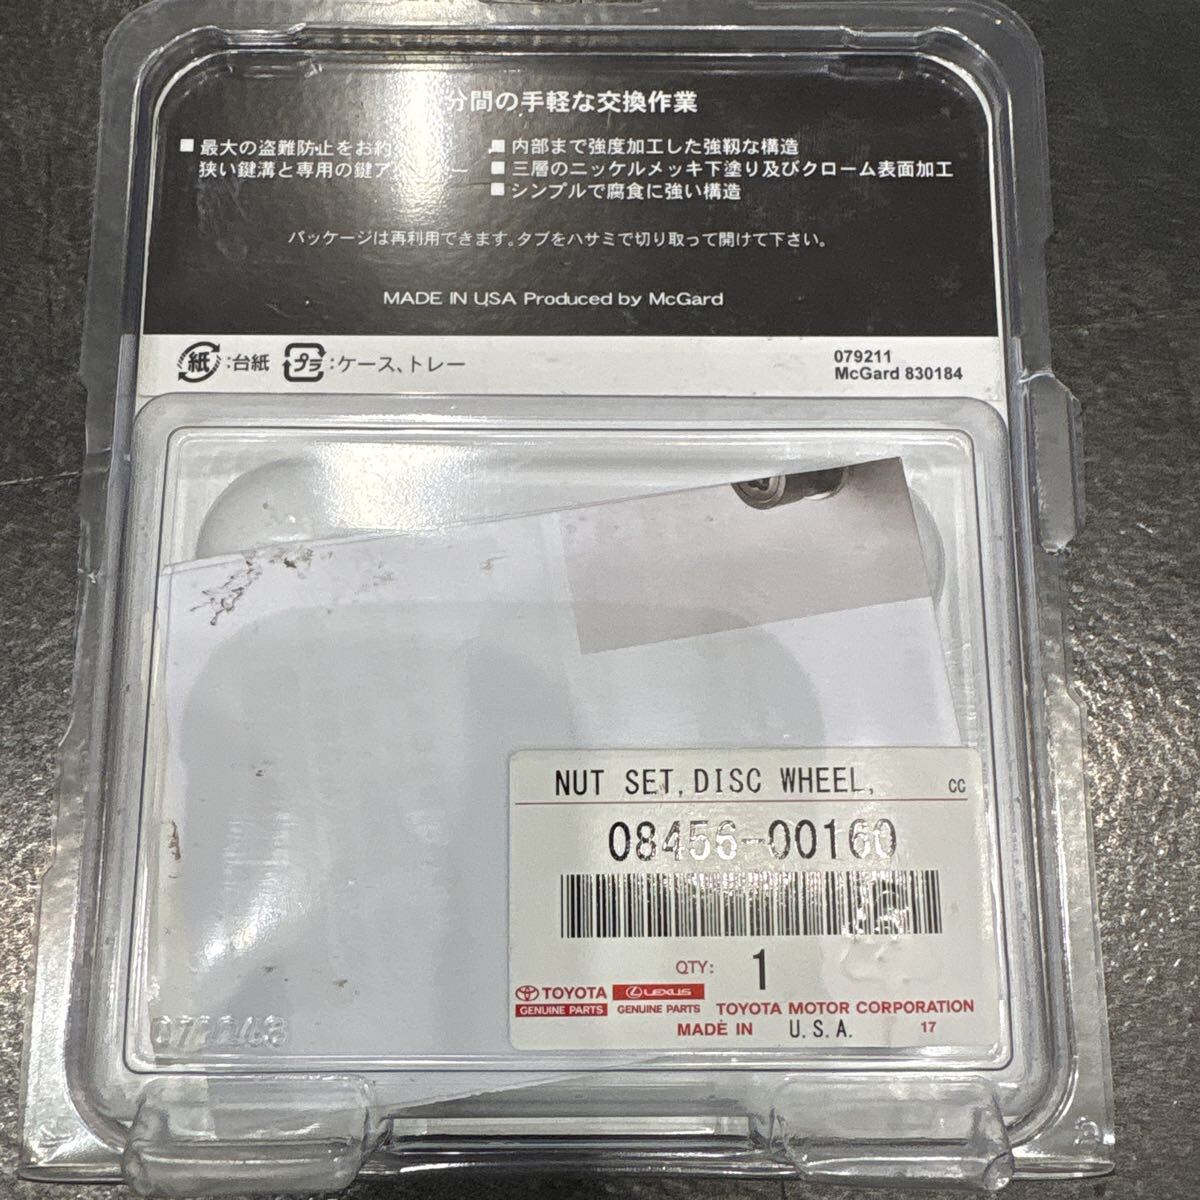 分間の手軽な交換作業
■ 最大の盗難防止をお約
狭い鍵溝と専用の鍵ア
■ 内部まで強度加工した強靱な構造
■ 三層のニッケルメッキ下塗り及びクローム表面加工
■ シンプルで腐食に強い構造
パッケージは再利用できます。タブをハサミで切り取って開けて下さい。
MADE IN USA Produced by McGard
紙:台紙 プラ:ケース、トレー
079211
McGard 830184
NUT SET,DISC WHEEL, CC
08456-00160
QTY: 1
TOYOTA
GENUINE PARTS
LEXUS
GENUINE PARTS
TOYOTA MOTOR CORPORATION
MADE IN U.S.A. 17